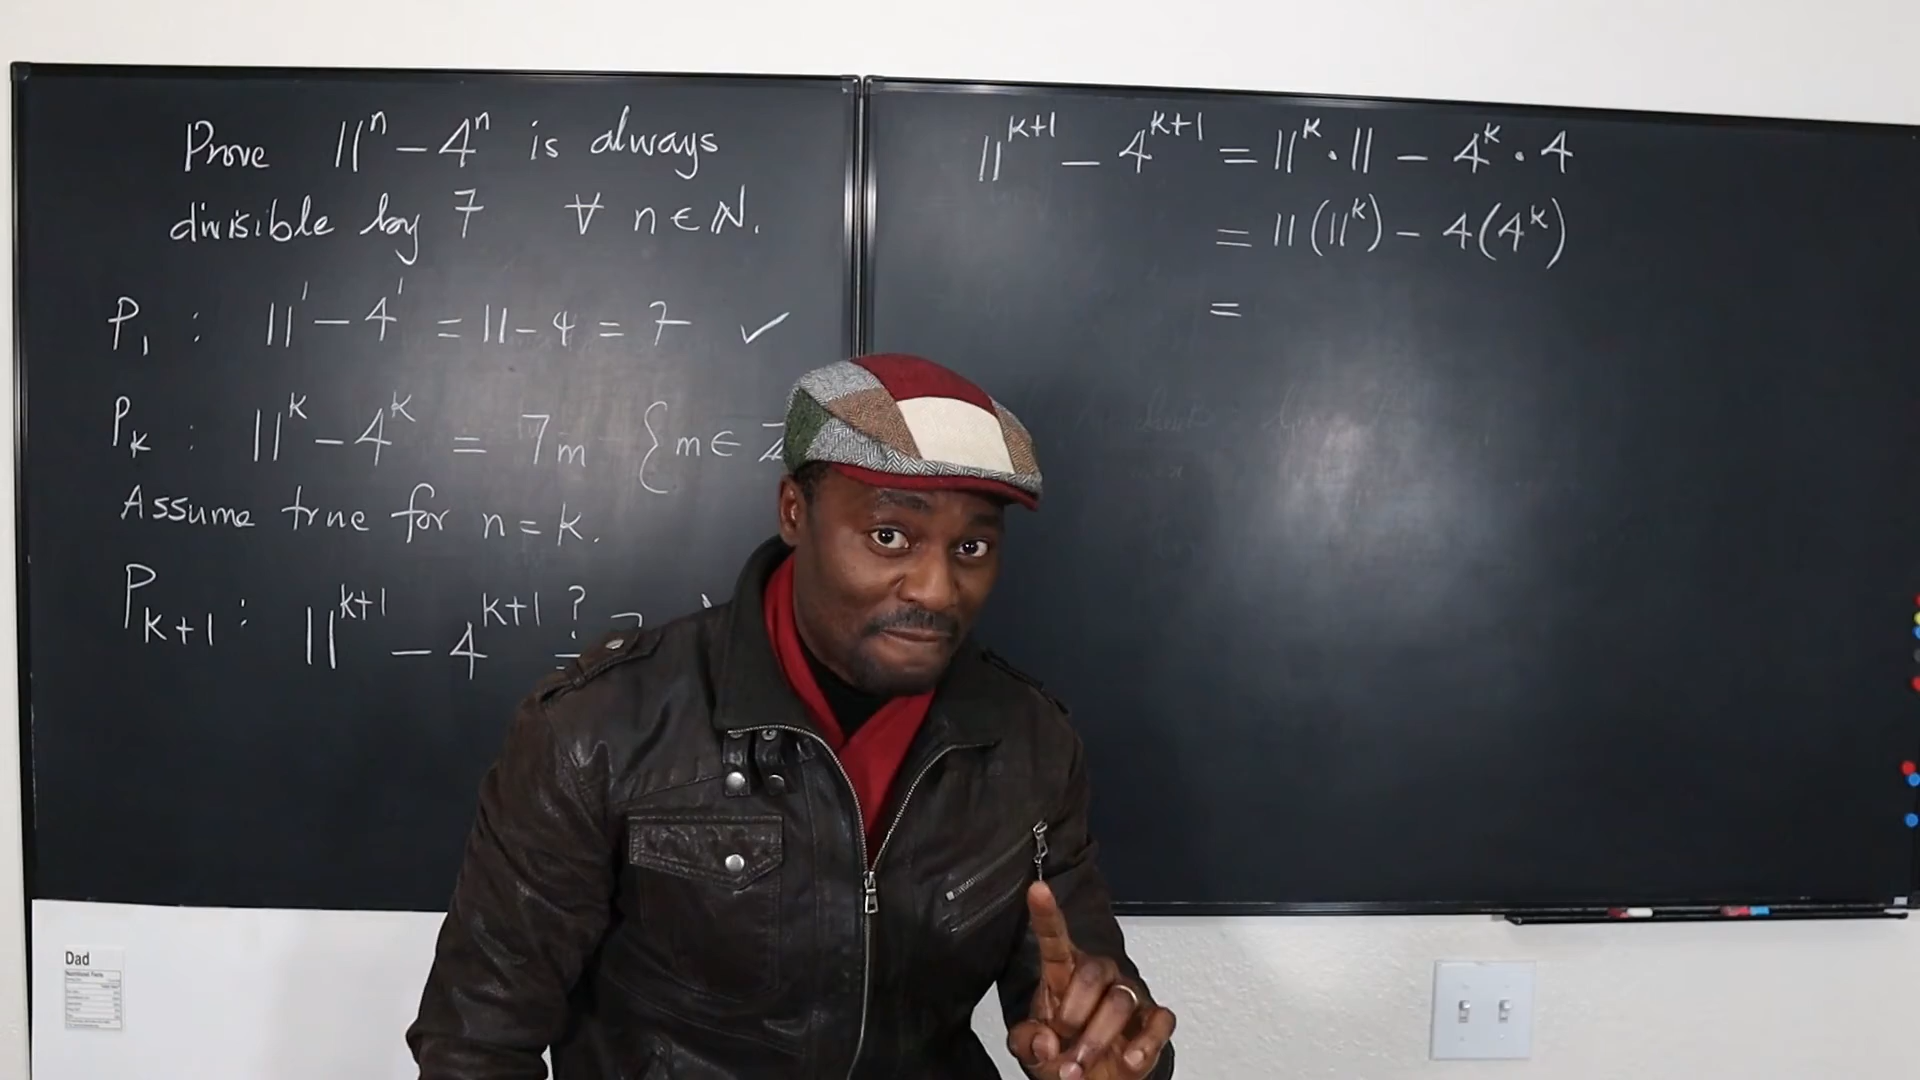 Prove 11ⁿ - 4ⁿ is always
divisible by 7 ∀ n ∈ ℕ.
P₁ : 11¹ - 4¹ = 11 - 4 = 7 ✓
Pₖ : 11ᵏ - 4ᵏ = 7m {m ∈ ℤ
Assume true for n = k.
Pₖ₊₁ : 11ᵏ⁺¹ - 4ᵏ⁺¹ ≟ 7
11ᵏ⁺¹ - 4ᵏ⁺¹ = 11ᵏ · 11 - 4ᵏ · 4
= 11(11ᵏ) - 4(4ᵏ)
=
Dad